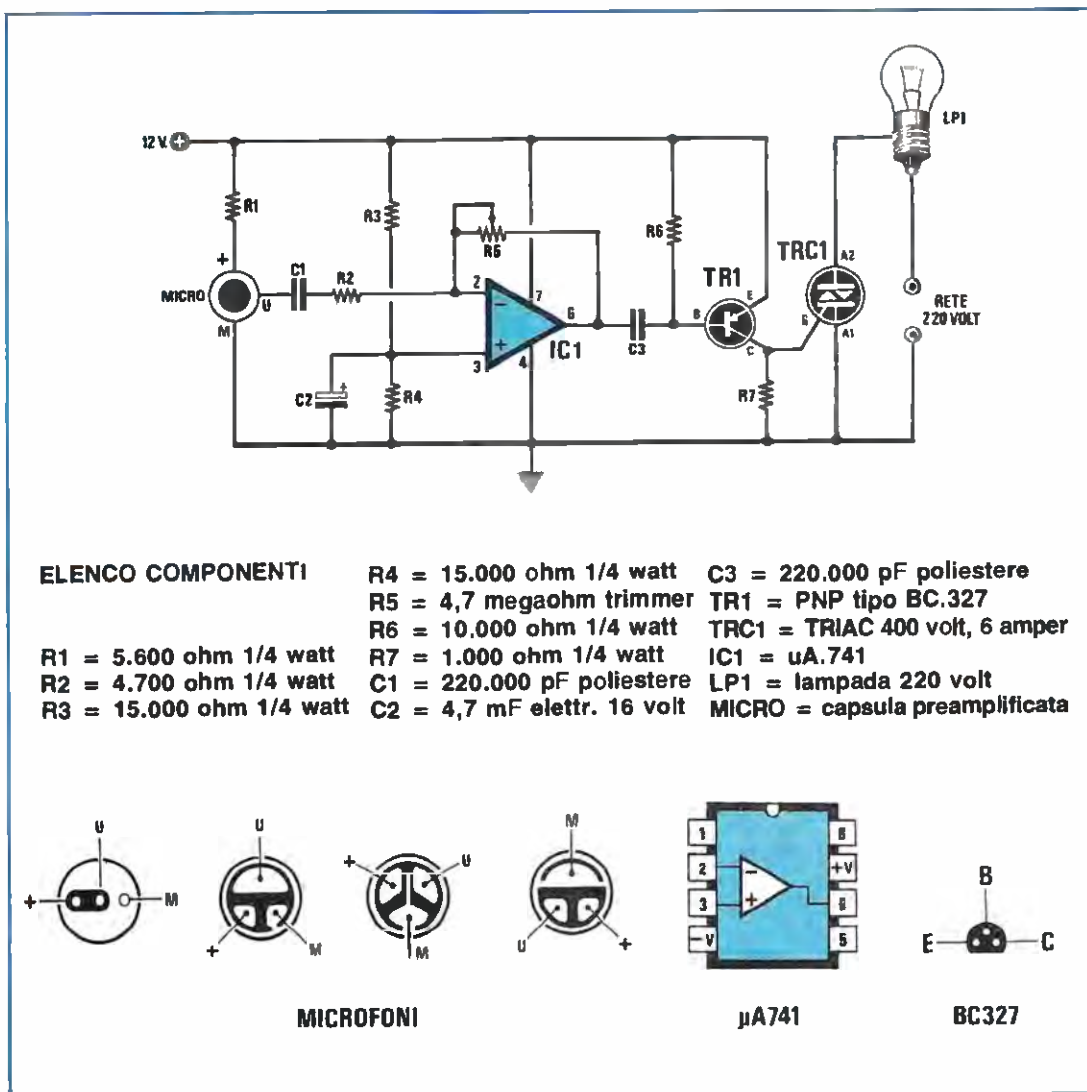 12 V. +
R1
R3
R5
R6
TR1
TRC1
LP1
A2
A1
G
RETE
220 VOLT
MICRO
+
U
M
C1
R2
2
−
7
6
+
3
4
IC1
C3
B
E
C
R7
C2
+
R4
ELENCO COMPONENTI
R1 = 5.600 ohm 1/4 watt
R2 = 4.700 ohm 1/4 watt
R3 = 15.000 ohm 1/4 watt
R4 = 15.000 ohm 1/4 watt
R5 = 4,7 megaohm trimmer
R6 = 10.000 ohm 1/4 watt
R7 = 1.000 ohm 1/4 watt
C1 = 220.000 pF poliestere
C2 = 4,7 mF elettr. 16 volt
C3 = 220.000 pF poliestere
TR1 = PNP tipo BC.327
TRC1 = TRIAC 400 volt, 6 amper
IC1 = uA.741
LP1 = lampada 220 volt
MICRO = capsula preamplificata
U
+
M
U
+
M
+
U
M
M
U
+
MICROFONI
1
2
3
−V
−
+
8
+V
6
5
µA741
B
E
C
BC327